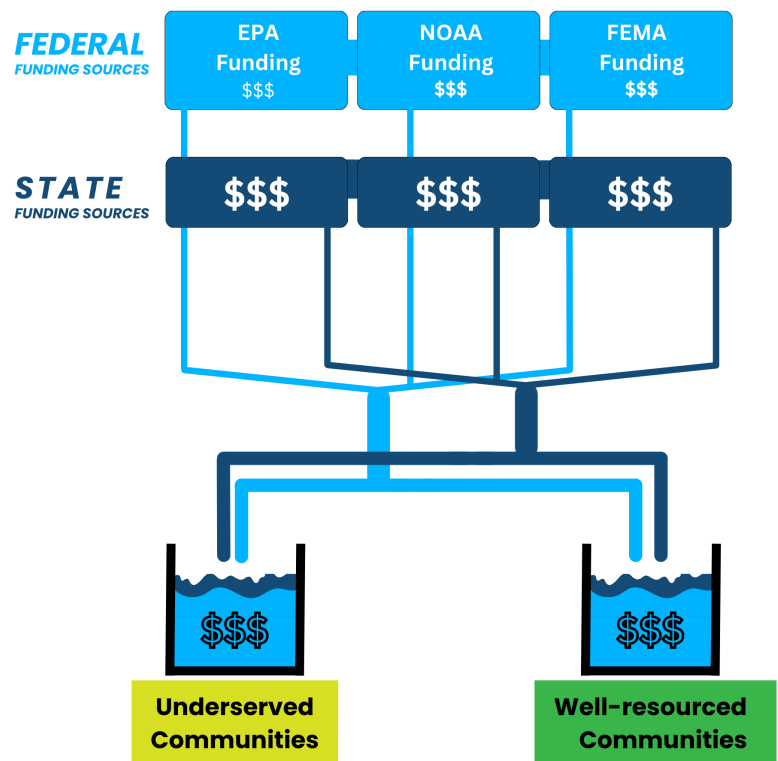 FEDERAL
FUNDING SOURCES
EPA
Funding
$$$
NOAA
Funding
$$$
FEMA
Funding
$$$
STATE
FUNDING SOURCES
$$$
$$$
$$$
$$$
$$$
Underserved
Communities
Well-resourced
Communities